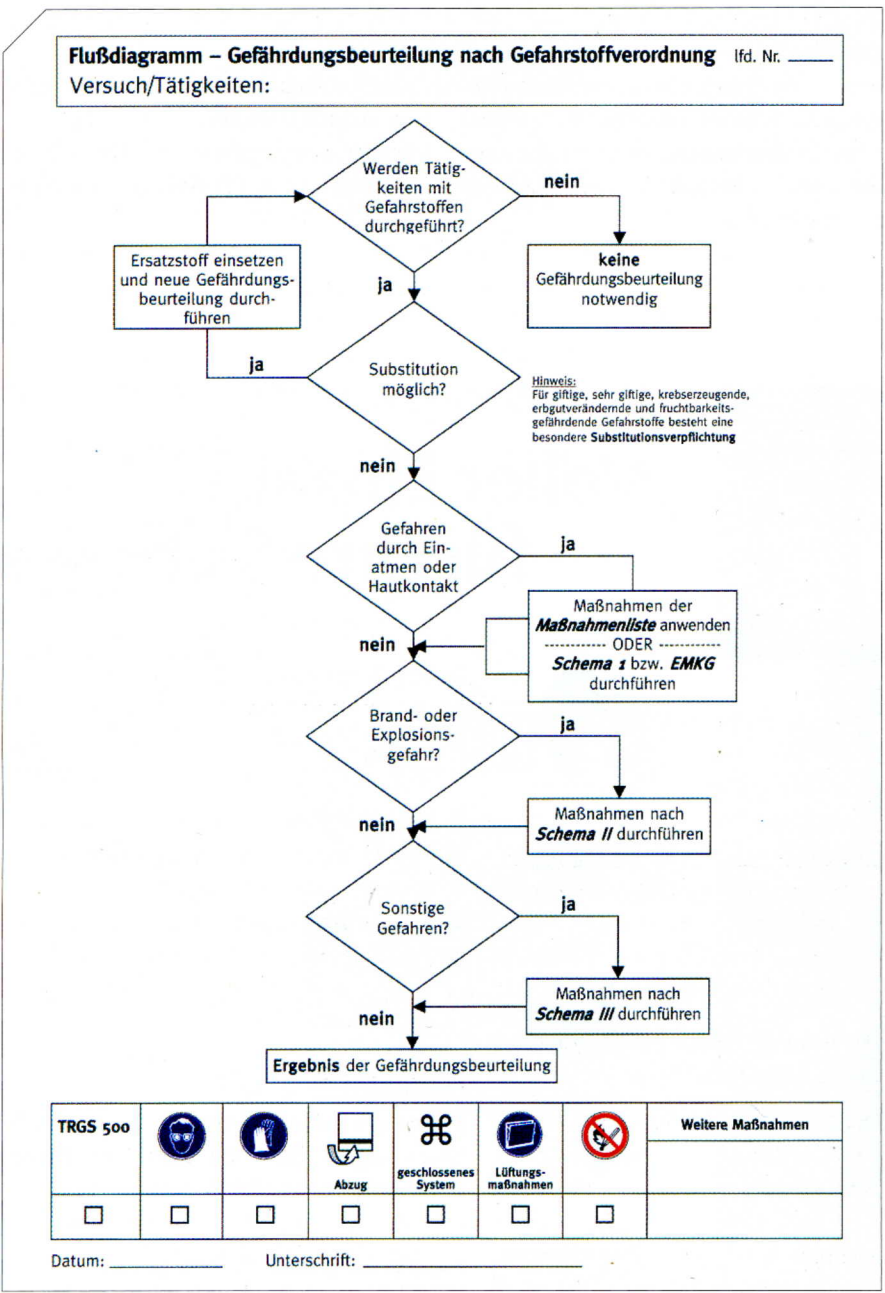 Flußdiagramm – Gefährdungsbeurteilung nach Gefahrstoffverordnung lfd. Nr. ____
Versuch/Tätigkeiten:
Werden Tätig-
keiten mit
Gefahrstoffen
durchgeführt?
nein
keine
Gefährdungsbeurteilung
notwendig
Ersatzstoff einsetzen
und neue Gefährdungs-
beurteilung durch-
führen
ja
ja
Substitution
möglich?
Hinweis:
Für giftige, sehr giftige, krebserzeugende,
erbgutverändernde und fruchtbarkeits-
gefährdende Gefahrstoffe besteht eine
besondere Substitutionsverpflichtung
nein
Gefahren
durch Ein-
atmen oder
Hautkontakt
ja
Maßnahmen der
Maßnahmenliste anwenden
----------- ODER -----------
Schema 1 bzw. EMKG
durchführen
nein
Brand- oder
Explosions-
gefahr?
ja
Maßnahmen nach
Schema II durchführen
nein
Sonstige
Gefahren?
ja
Maßnahmen nach
Schema III durchführen
nein
Ergebnis der Gefährdungsbeurteilung
TRGS 500
Abzug
geschlossenes
System
Lüftungs-
maßnahmen
Weitere Maßnahmen
Datum: ____ Unterschrift: ____